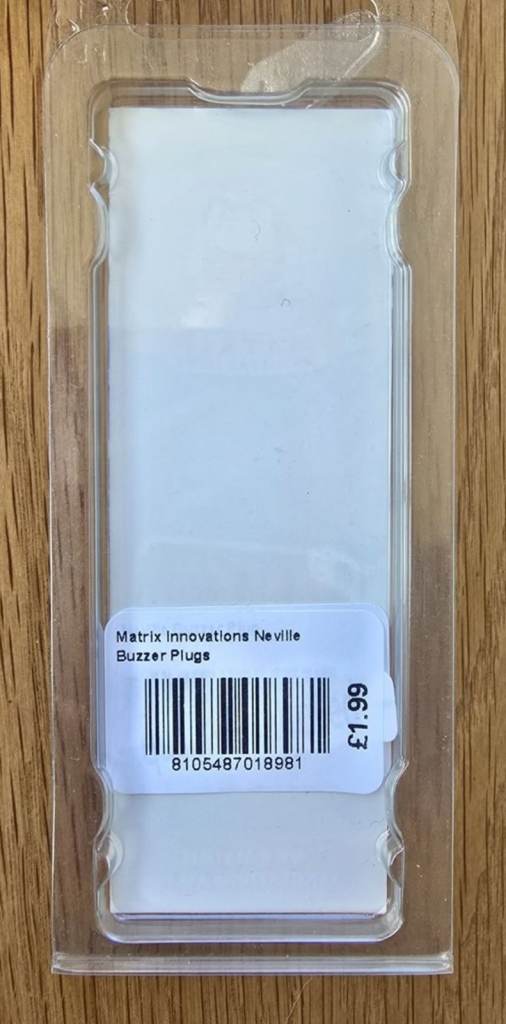 Matrix Innovations Neville
Buzzer Plugs
£1.99
8105487018981